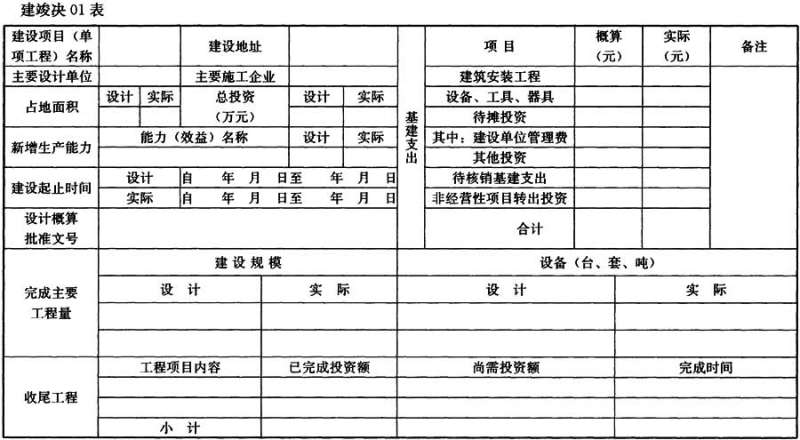 建竣决 01 表
建设项目（单项工程）名称 建设地址 项 目 概算（元） 实际（元） 备注
主要设计单位 主要施工企业 基建支出 建筑安装工程
占地面积 设计 实际 总投资（万元） 设计 实际 设备、工具、器具
待摊投资
新增生产能力 能力（效益）名称 设计 实际 其中：建设单位管理费
其他投资
建设起止时间 设计 自 年 月 日至 年 月 日 待核销基建支出
实际 自 年 月 日至 年 月 日 非经营性项目转出投资
设计概算批准文号 合计
完成主要工程量 建 设 规 模 设备（台、套、吨）
设 计 实 际 设 计 实 际
收尾工程 工程项目内容 已完成投资额 尚需投资额 完成时间
小 计